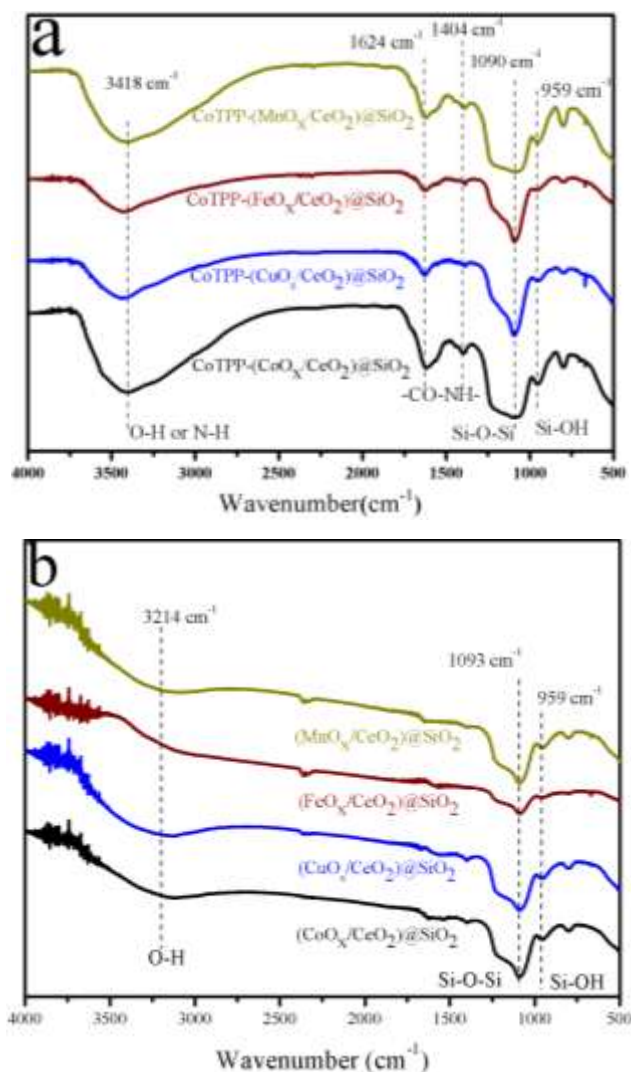 a
1404 cm⁻¹
1624 cm⁻¹
1090 cm⁻¹
3418 cm⁻¹
959 cm⁻¹
CoTPP-(MnOₓ/CeO₂)@SiO₂
CoTPP-(FeOₓ/CeO₂)@SiO₂
CoTPP-(CuOₓ/CeO₂)@SiO₂
CoTPP-(CoOₓ/CeO₂)@SiO₂
-CO-NH-
O-H or N-H
Si-O-Si
Si-OH
4000 3500 3000 2500 2000 1500 1000 500
Wavenumber(cm⁻¹)
b
3214 cm⁻¹
1093 cm⁻¹
959 cm⁻¹
(MnOₓ/CeO₂)@SiO₂
(FeOₓ/CeO₂)@SiO₂
(CuOₓ/CeO₂)@SiO₂
(CoOₓ/CeO₂)@SiO₂
O-H
Si-O-Si
Si-OH
4000 3500 3000 2500 2000 1500 1000 500
Wavenumber (cm⁻¹)